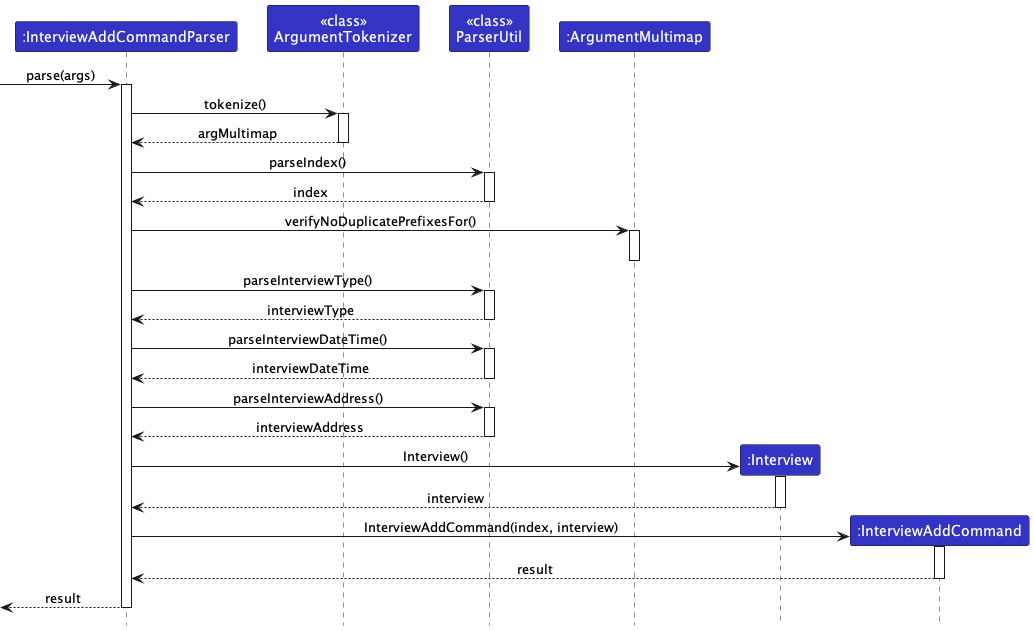 :InterviewAddCommandParser
«class»
ArgumentTokenizer
«class»
ParserUtil
:ArgumentMultimap
parse(args)
tokenize()
argMultimap
parseIndex()
index
verifyNoDuplicatePrefixesFor()
parseInterviewType()
interviewType
parseInterviewDateTime()
interviewDateTime
parseInterviewAddress()
interviewAddress
Interview()
:Interview
interview
InterviewAddCommand(index, interview)
:InterviewAddCommand
result
result